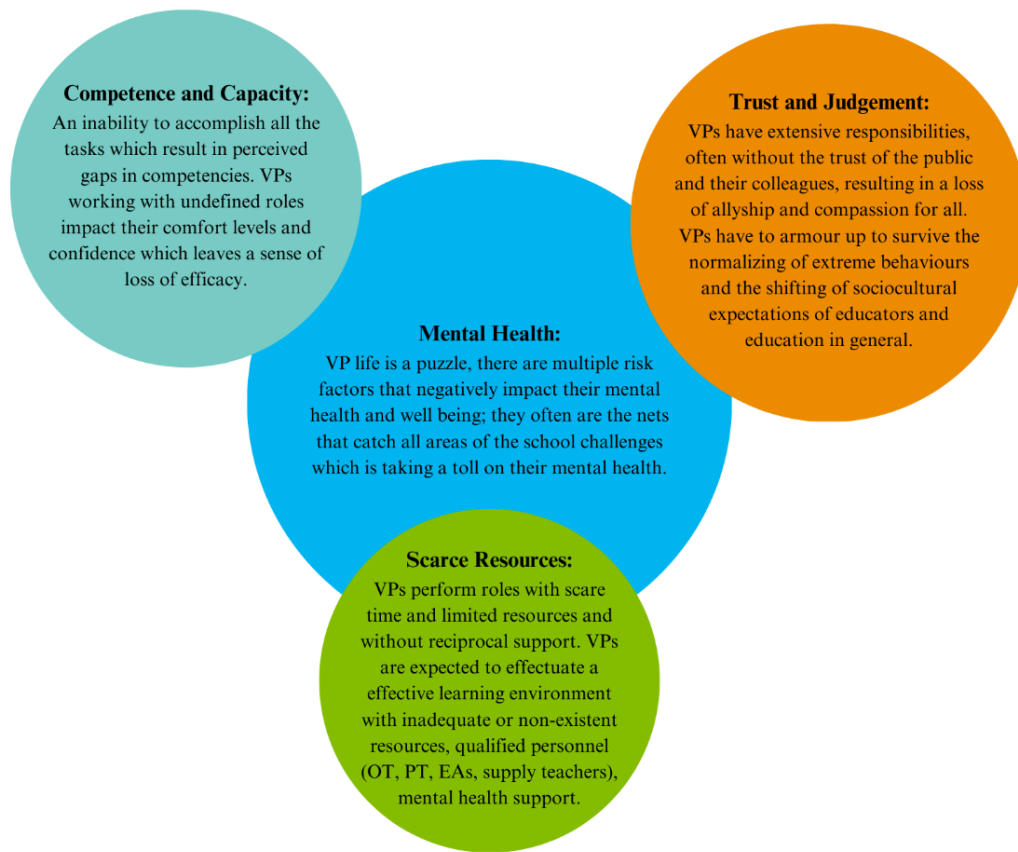 Competence and Capacity:
An inability to accomplish all the
tasks which result in perceived
gaps in competencies. VPs
working with undefined roles
impact their comfort levels and
confidence which leaves a sense of
loss of efficacy.
Trust and Judgement:
VPs have extensive responsibilities,
often without the trust of the public
and their colleagues, resulting in a loss
of allyship and compassion for all.
VPs have to armour up to survive the
normalizing of extreme behaviours
and the shifting of sociocultural
expectations of educators and
education in general.
Mental Health:
VP life is a puzzle, there are multiple risk
factors that negatively impact their mental
health and well being; they often are the nets
that catch all areas of the school challenges
which is taking a toll on their mental health.
Scarce Resources:
VPs perform roles with scare
time and limited resources and
without reciprocal support. VPs
are expected to effectuate a
effective learning environment
with inadequate or non-existent
resources, qualified personnel
(OT, PT, EAs, supply teachers),
mental health support.